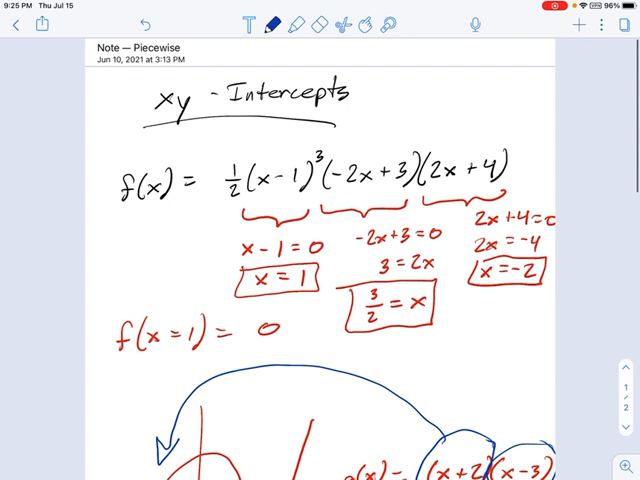 9:25 PM Thu Jul 15
VPN 96%
Note — Piecewise
Jun 10, 2021 at 3:13 PM
xy - Intercepts
f(x) = 1/2 (x - 1)³ (-2x + 3)(2x + 4)
x - 1 = 0
x = 1
-2x + 3 = 0
3 = 2x
3/2 = x
2x + 4 = 0
2x = -4
x = -2
f(x = 1) = 0
(x) = (x + 2)(x - 3)
1
2